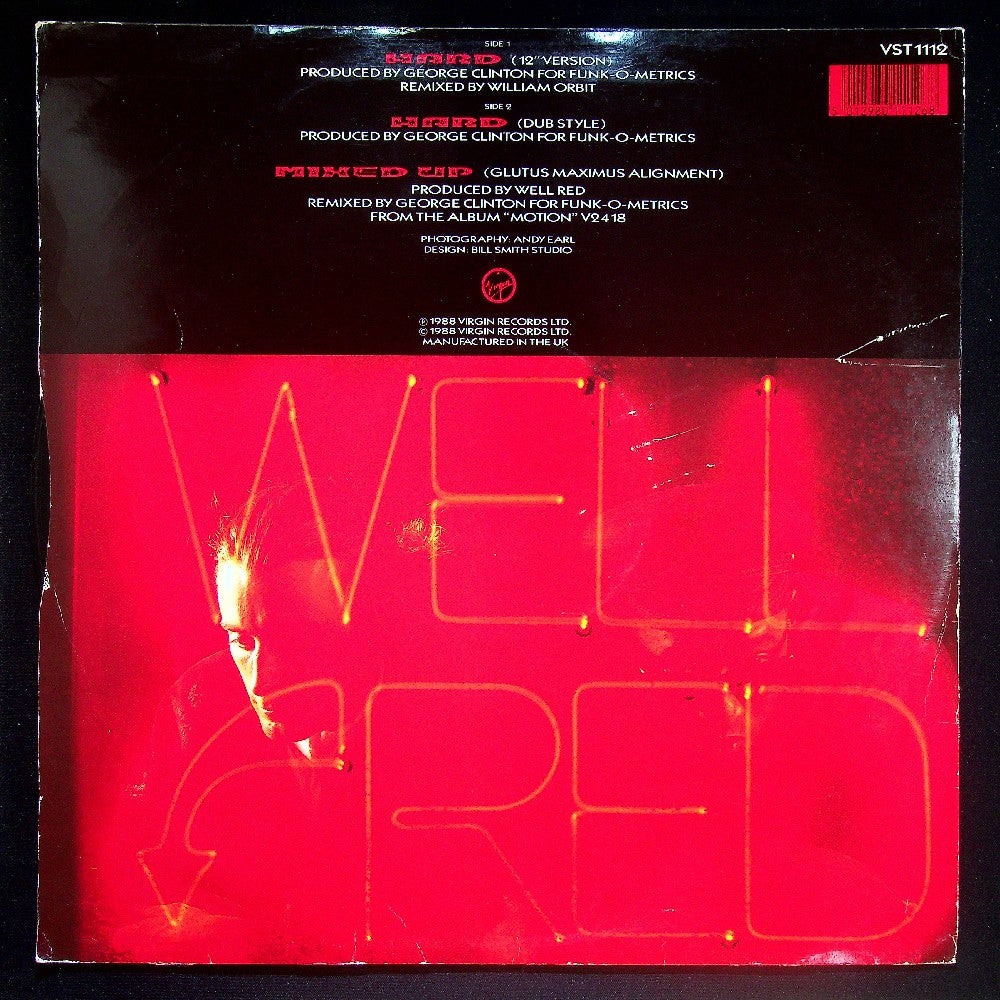 SIDE 1
HARD (12" VERSION)
PRODUCED BY GEORGE CLINTON FOR FUNK-O-METRICS
REMIXED BY WILLIAM ORBIT
SIDE 2
HARD (DUB STYLE)
PRODUCED BY GEORGE CLINTON FOR FUNK-O-METRICS
MIXED UP (GLUTUS MAXIMUS ALIGNMENT)
PRODUCED BY WELL RED
REMIXED BY GEORGE CLINTON FOR FUNK-O-METRICS
FROM THE ALBUM "MOTION" V2418
PHOTOGRAPHY: ANDY EARL
DESIGN: BILL SMITH STUDIO
Virgin
℗ 1988 VIRGIN RECORDS LTD.
© 1988 VIRGIN RECORDS LTD.
MANUFACTURED IN THE UK
VST 1112
WELL
RED